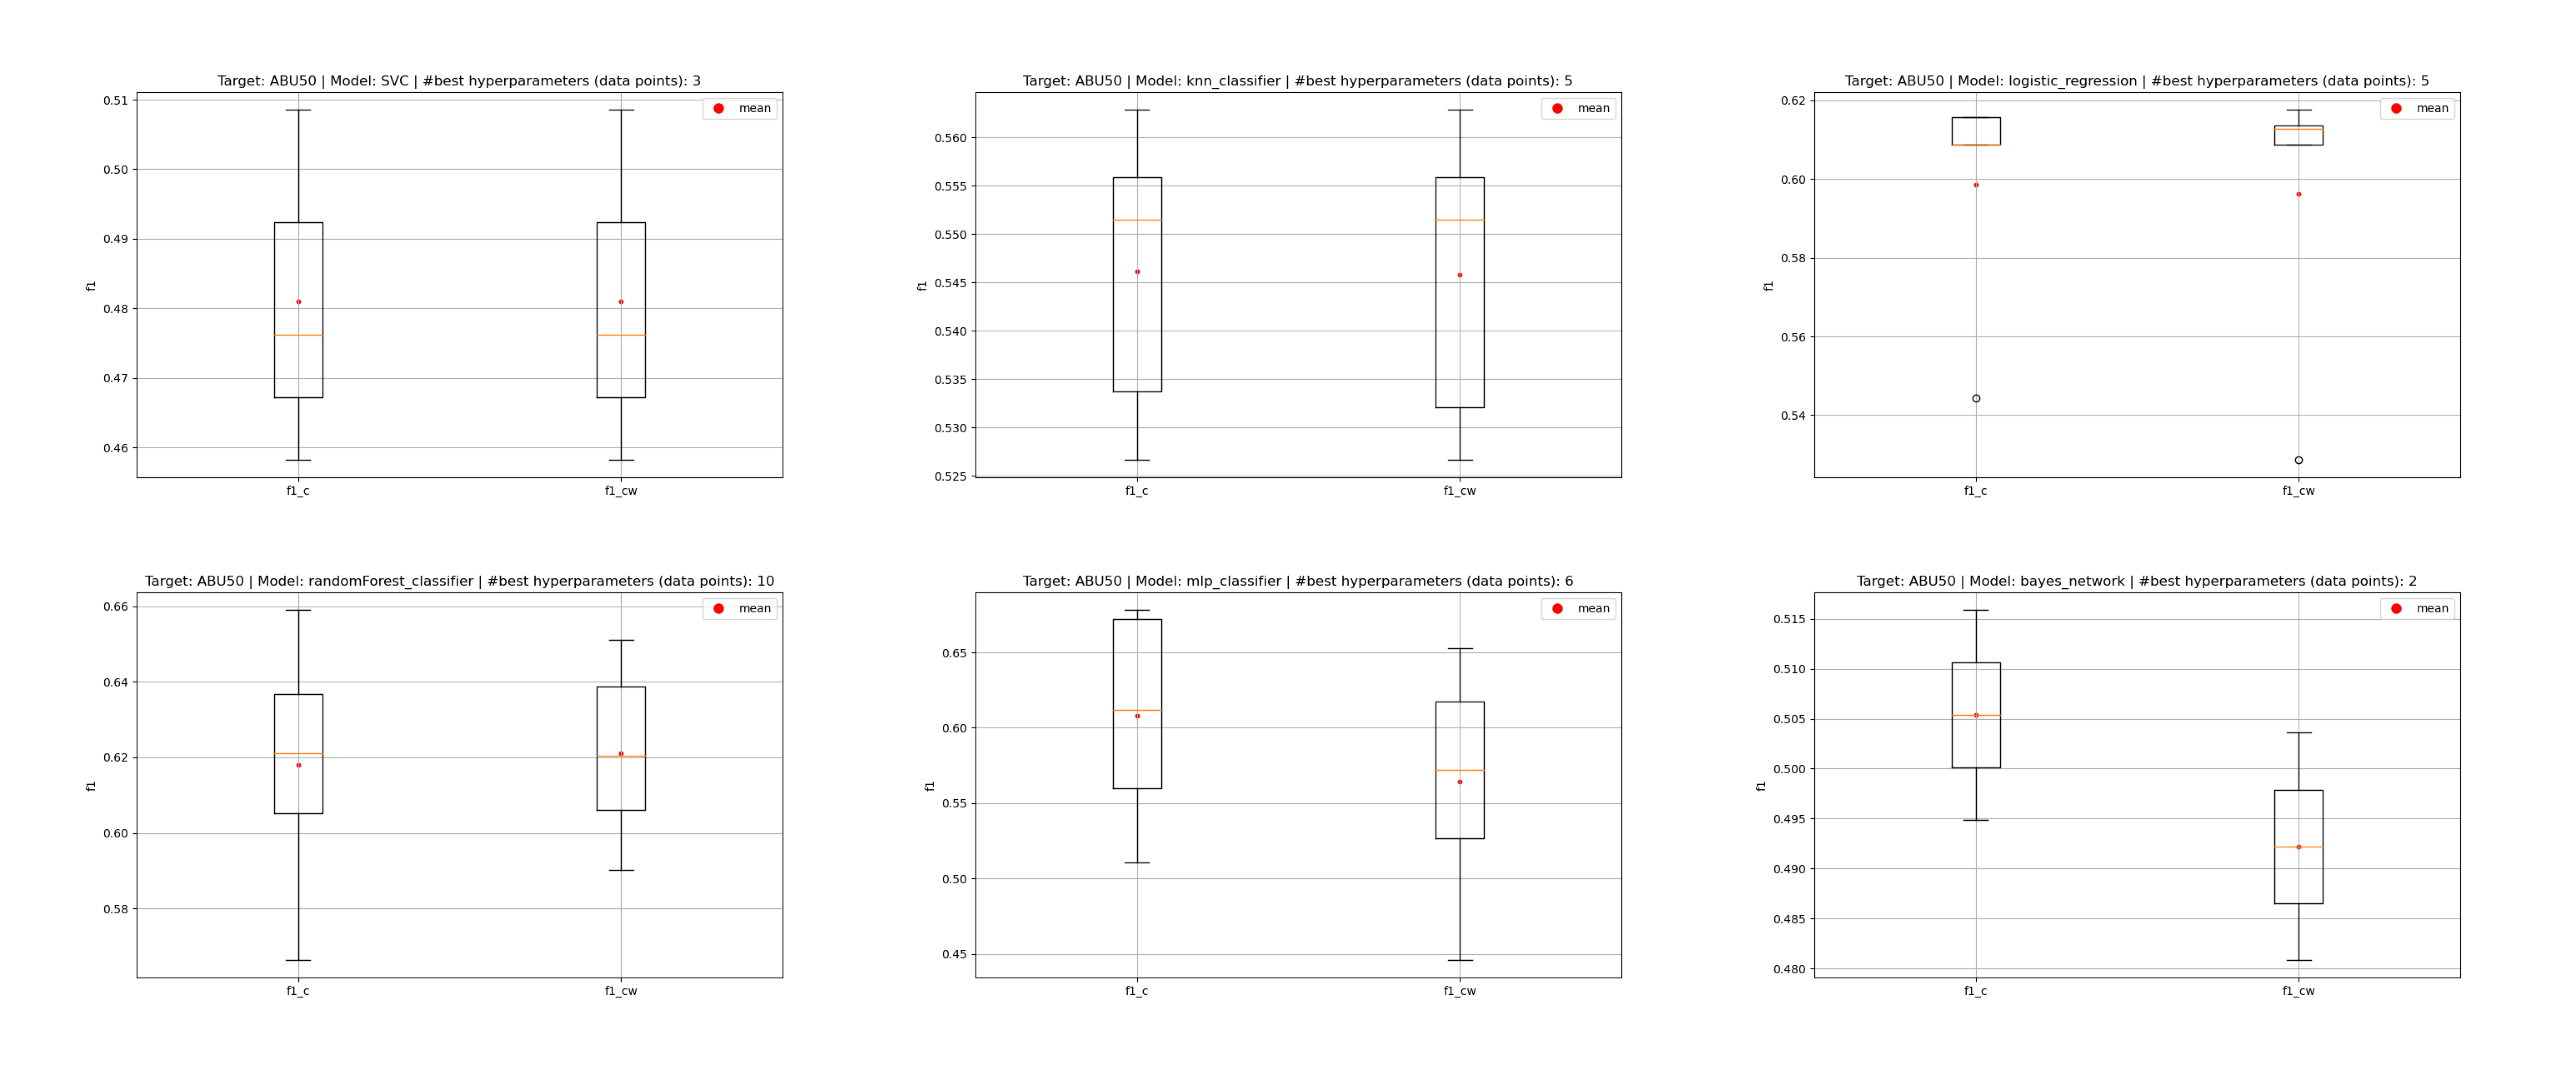 Target: ABU50 | Model: SVC | #best hyperparameters (data points): 3
0.51
0.50
0.49
0.48
0.47
0.46
f1
f1_c
f1_cw
mean
Target: ABU50 | Model: knn_classifier | #best hyperparameters (data points): 5
0.560
0.555
0.550
0.545
0.540
0.535
0.530
0.525
f1
f1_c
f1_cw
mean
Target: ABU50 | Model: logistic_regression | #best hyperparameters (data points): 5
0.62
0.60
0.58
0.56
0.54
f1
f1_c
f1_cw
mean
Target: ABU50 | Model: randomForest_classifier | #best hyperparameters (data points): 10
0.66
0.64
0.62
0.60
0.58
f1
f1_c
f1_cw
mean
Target: ABU50 | Model: mlp_classifier | #best hyperparameters (data points): 6
0.65
0.60
0.55
0.50
0.45
f1
f1_c
f1_cw
mean
Target: ABU50 | Model: bayes_network | #best hyperparameters (data points): 2
0.515
0.510
0.505
0.500
0.495
0.490
0.485
0.480
f1
f1_c
f1_cw
mean